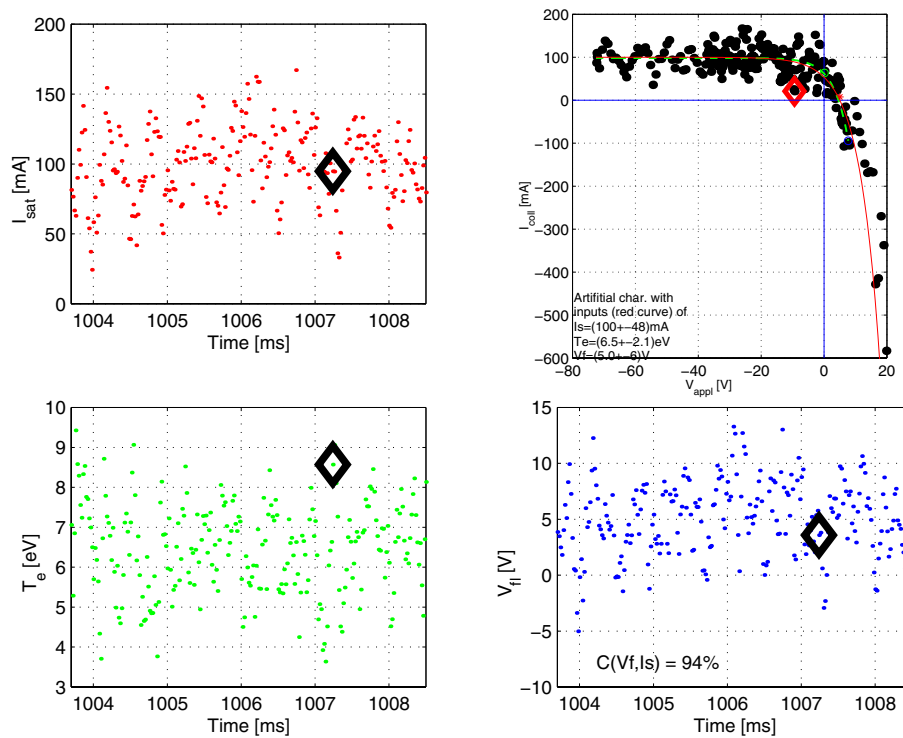 200
150
100
50
0
I_sat [mA]
1004 1005 1006 1007 1008
Time [ms]
200
100
0
−100
−200
−300
−400
−500
−600
I_coll [mA]
Artifitial char. with
inputs (red curve) of
Is=(100+−48)mA
Te=(6.5+−2.1)eV
Vf=(5.0+−6)V
−80 −60 −40 −20 0 20
V_appl [V]
10
9
8
7
6
5
4
3
T_e [eV]
1004 1005 1006 1007 1008
Time [ms]
15
10
5
0
−5
−10
V_fl [V]
C(Vf,Is) = 94%
1004 1005 1006 1007 1008
Time [ms]